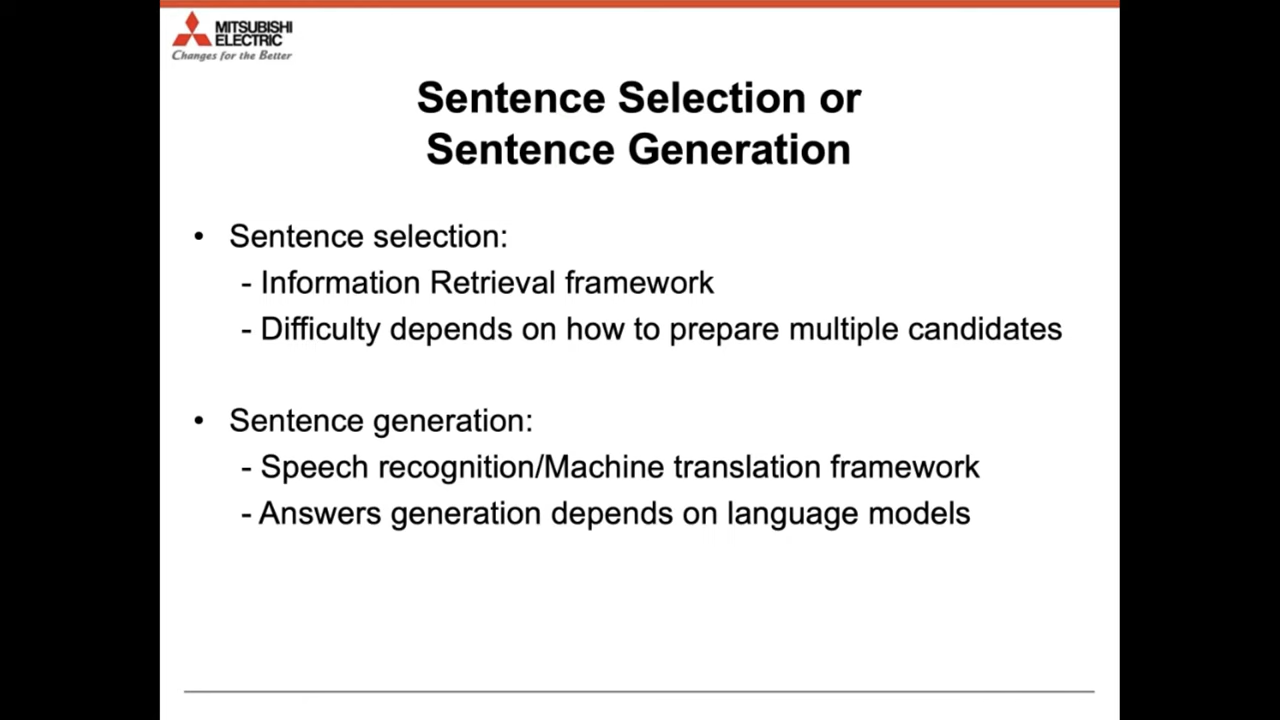 MITSUBISHI
ELECTRIC
Changes for the Better
Sentence Selection or
Sentence Generation
• Sentence selection:
- Information Retrieval framework
- Difficulty depends on how to prepare multiple candidates
• Sentence generation:
- Speech recognition/Machine translation framework
- Answers generation depends on language models